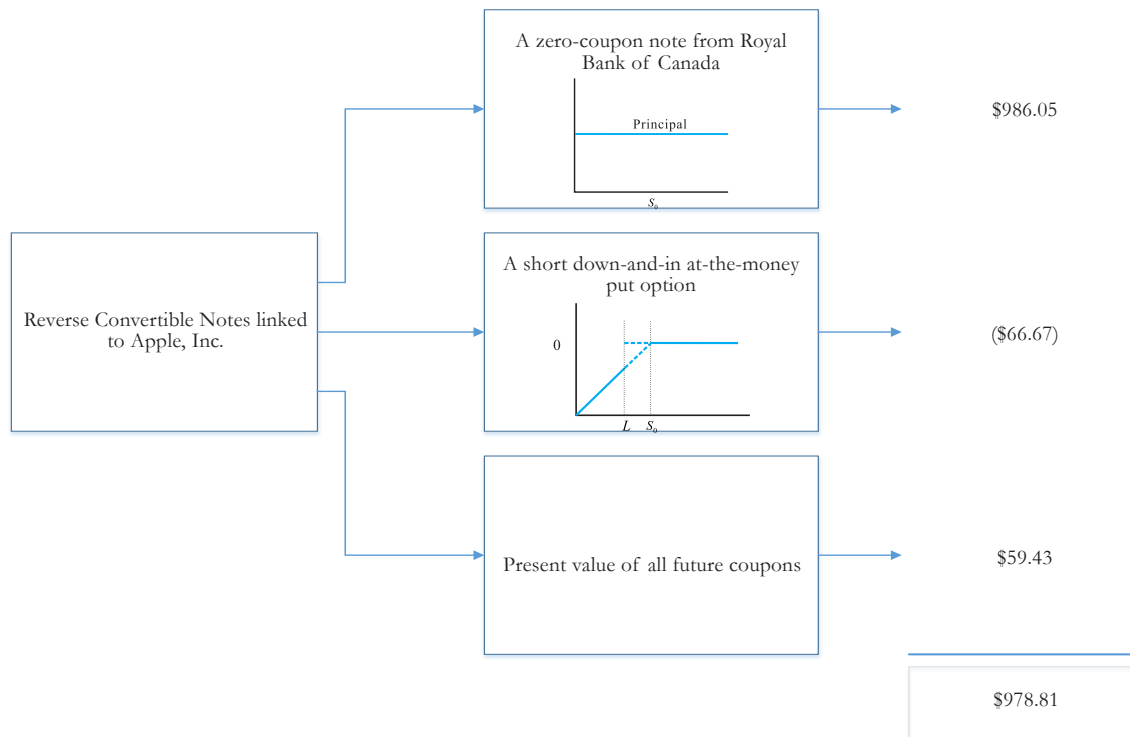 A zero-coupon note from Royal
Bank of Canada
Principal
S₀
$986.05
Reverse Convertible Notes linked
to Apple, Inc.
A short down-and-in at-the-money
put option
0
L S₀
($66.67)
Present value of all future coupons
$59.43
$978.81